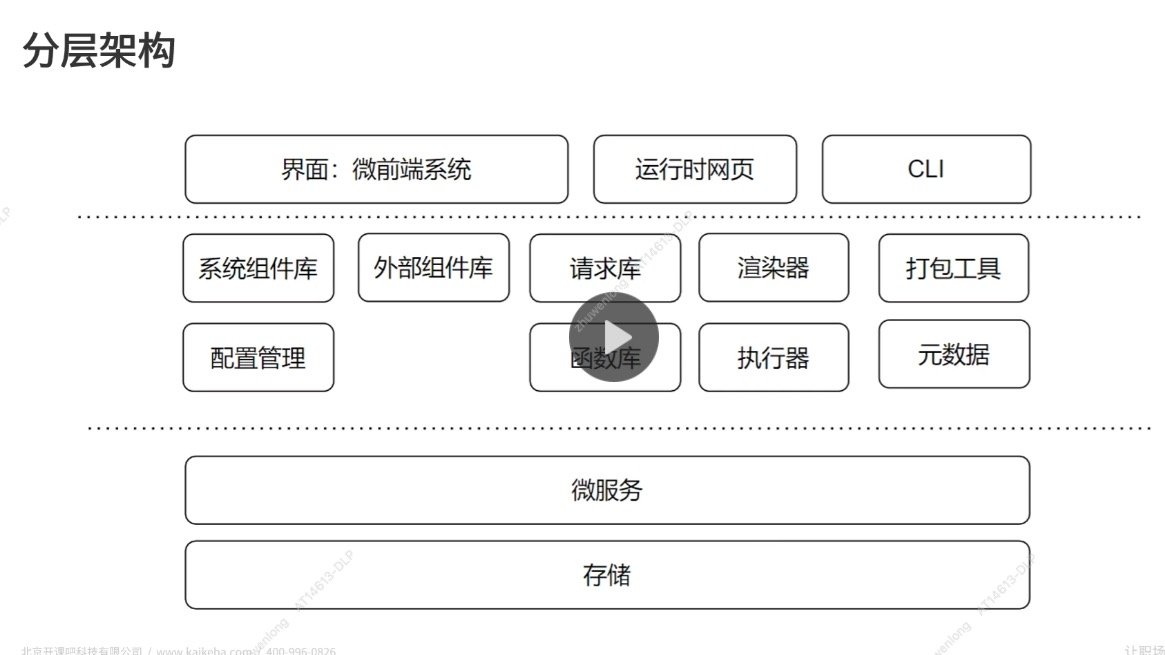 分层架构
界面：微前端系统
运行时网页
CLI
系统组件库
外部组件库
请求库
渲染器
打包工具
配置管理
函数库
执行器
元数据
微服务
存储
zhuwenlong AT14613-DLP
AT14613-DLP
AT14613-DLP
北京开课吧科技有限公司 / www.kaikeba.com / 400-996-0826
让职场